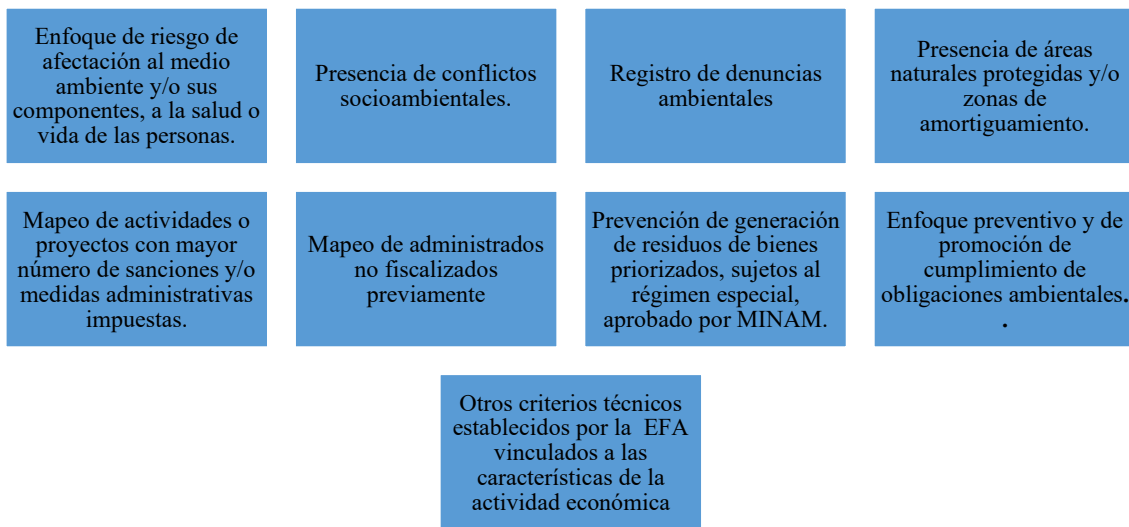 Enfoque de riesgo de
afectación al medio
ambiente y/o sus
componentes, a la salud o
vida de las personas.
Presencia de conflictos
socioambientales.
Registro de denuncias
ambientales
Presencia de áreas
naturales protegidas y/o
zonas de
amortiguamiento.
Mapeo de actividades o
proyectos con mayor
número de sanciones y/o
medidas administrativas
impuestas.
Mapeo de administrados
no fiscalizados
previamente
Prevención de generación
de residuos de bienes
priorizados, sujetos al
régimen especial,
aprobado por MINAM.
Enfoque preventivo y de
promoción de
cumplimiento de
obligaciones ambientales.
.
Otros criterios técnicos
establecidos por la  EFA
vinculados a las
características de la
actividad económica